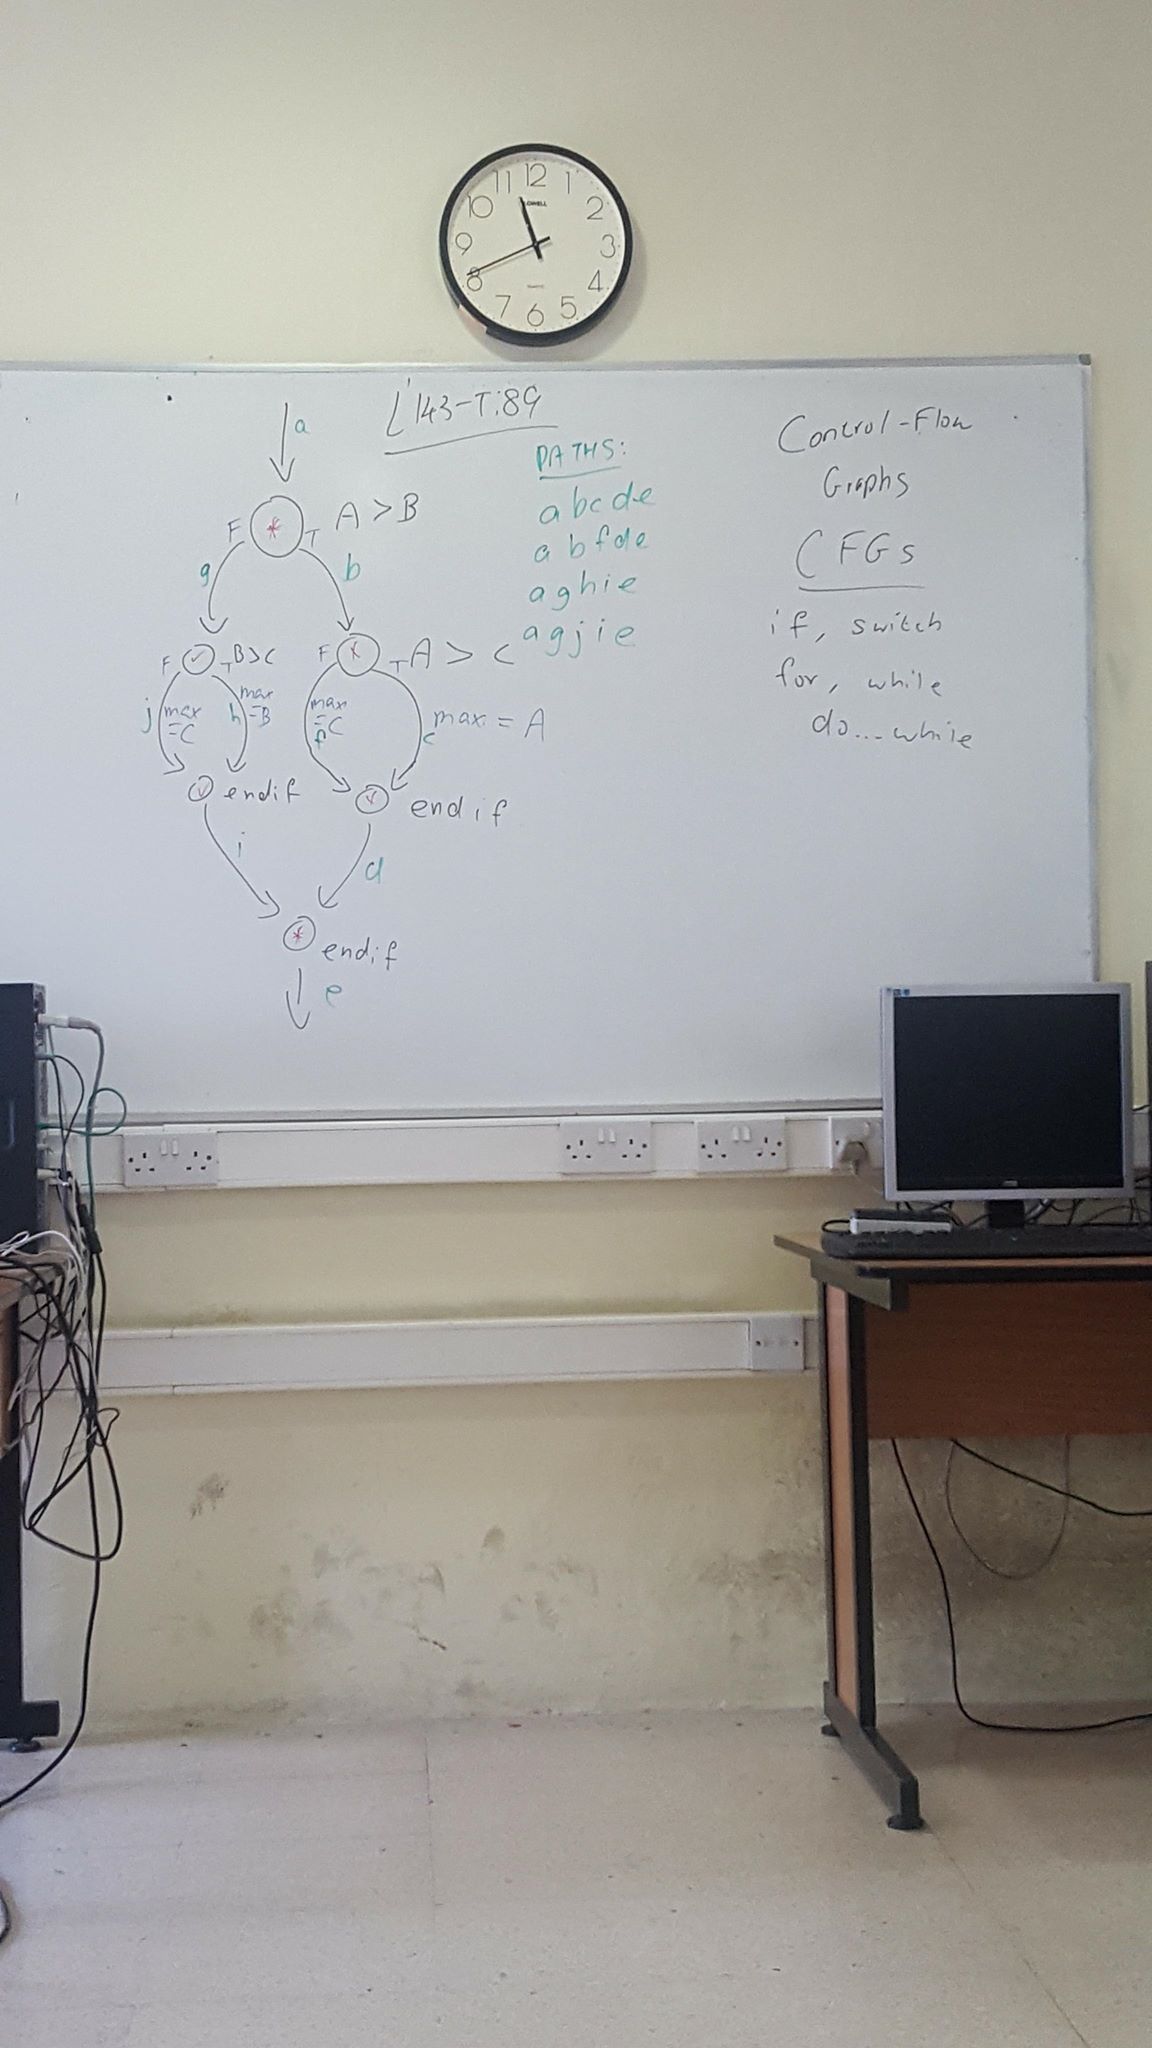 12
11
1
10
2
9
3
8
4
7
5
6
L'143-T:89
a
A > B
F
T
g
b
F
T
B>C
F
T
A > C
j
max
=C
h
max
=B
max
=C
f
c
max = A
endif
endif
i
d
endif
e
PATHS:
abcde
abfde
aghie
agjie
Control-Flow
Graphs
CFGs
if, switch
for, while
do...while